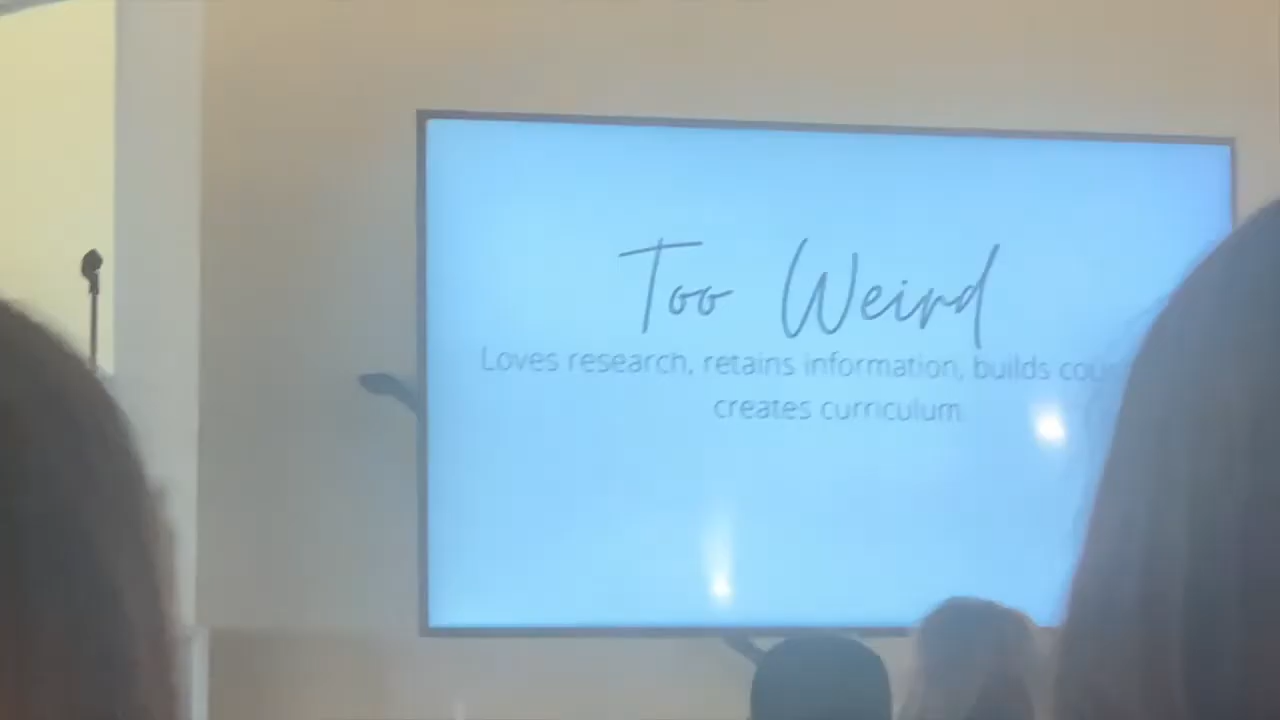 Too Weird
Loves research, retains information, builds
creates curriculum